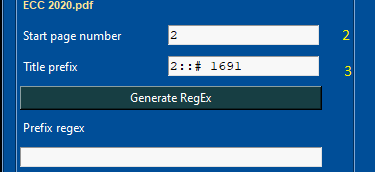 ECC 2020.pdf
Start page number 2 2
Title prefix 2::# 1691 3
Generate RegEx
Prefix regex